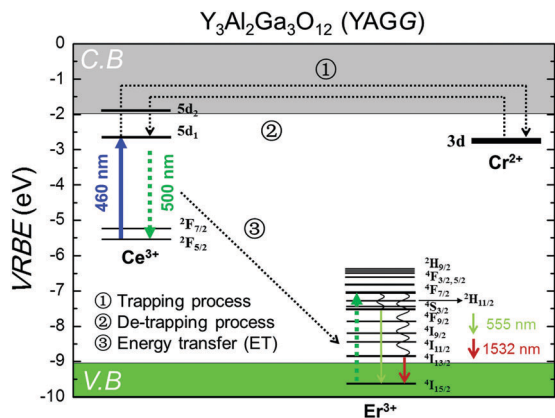 Y₃Al₂Ga₃O₁₂ (YAGG)
VRBE (eV)
0
-1
-2
-3
-4
-5
-6
-7
-8
-9
-10
C.B
V.B
①
②
③
5d₂
5d₁
460 nm
500 nm
²F₇/₂
²F₅/₂
Ce³⁺
3d
Cr²⁺
① Trapping process
② De-trapping process
③ Energy transfer (ET)
²H₉/₂
⁴F₃/₂,₅/₂
⁴F₇/₂
²H₁₁/₂
⁴S₃/₂
⁴F₉/₂
⁴I₉/₂
⁴I₁₁/₂
⁴I₁₃/₂
⁴I₁₅/₂
555 nm
1532 nm
Er³⁺